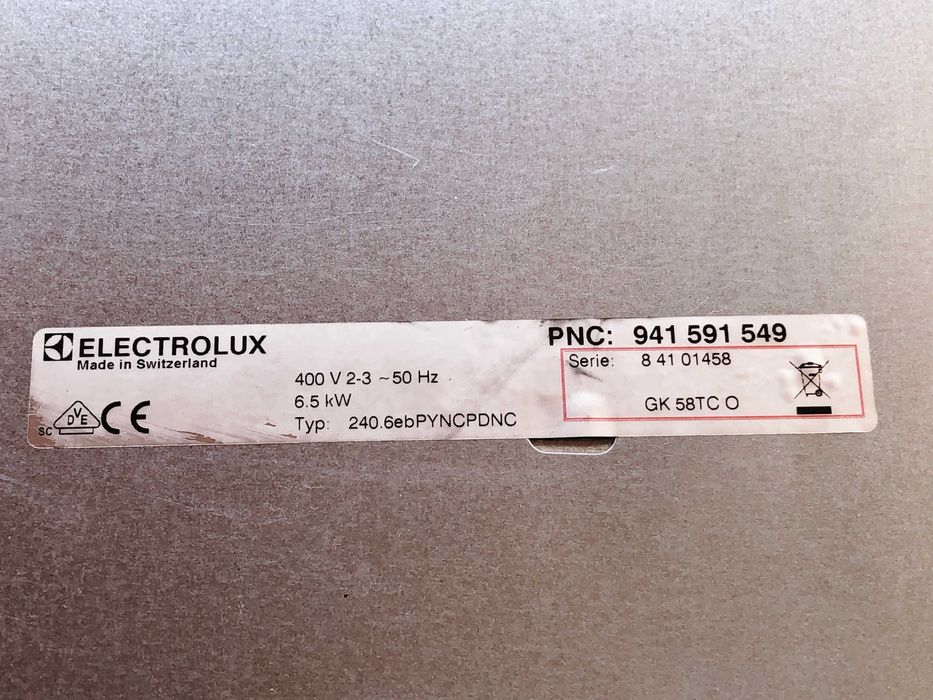 ELECTROLUX
Made in Switzerland
SC DVE CE
400 V 2-3 ~50 Hz
6.5 kW
Typ: 240.6ebPYNCPDNC
PNC: 941 591 549
Serie: 8 41 01458
GK 58TC O